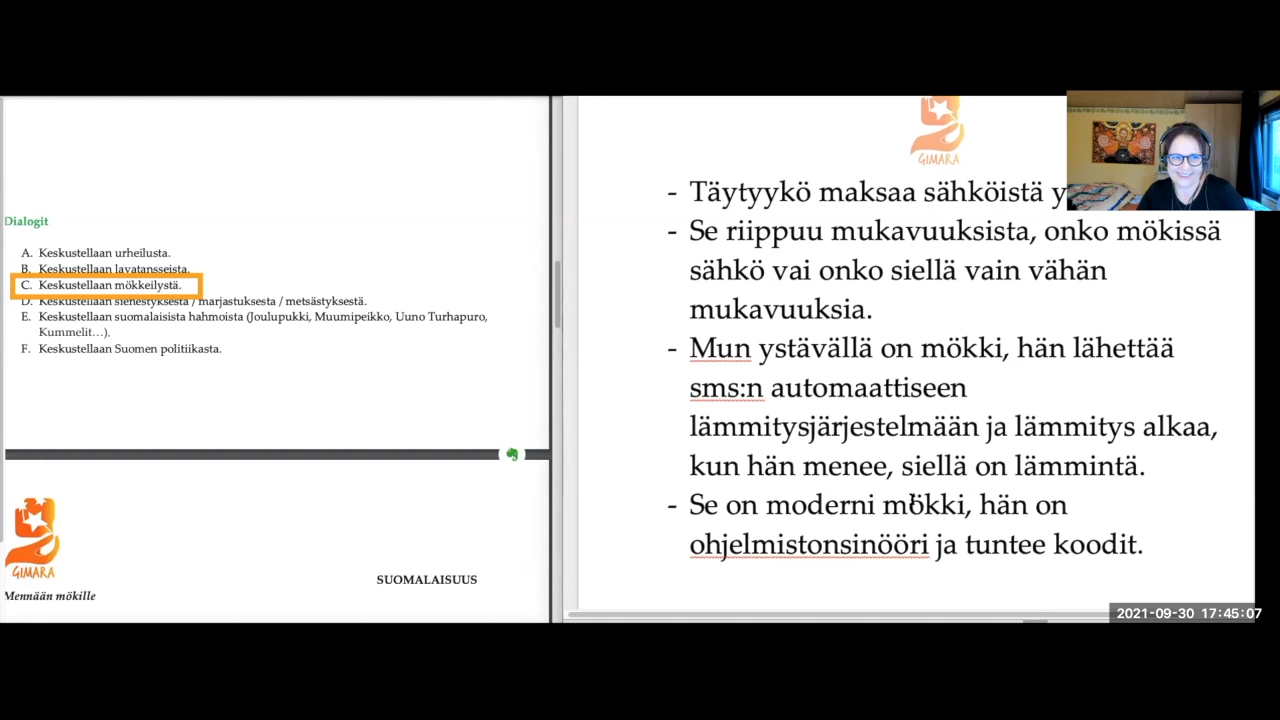 Dialogit
A. Keskustellaan urheilusta.
B. Keskustellaan lavatansseista.
C. Keskustellaan mökkeilystä.
D. Keskustellaan sienestyksestä / marjastuksesta / metsästyksestä.
E. Keskustellaan suomalaisista hahmoista (Joulupukki, Muumipeikko, Uuno Turhapuro,
Kummelit…).
F. Keskustellaan Suomen politiikasta.
GIMARA
SUOMALAISUUS
Mennään mökille
GIMARA
- Täytyykö maksaa sähköistä
- Se riippuu mukavuuksista, onko mökissä
sähkö vai onko siellä vain vähän
mukavuuksia.
- Mun ystävällä on mökki, hän lähettää
sms:n automaattiseen
lämmitysjärjestelmään ja lämmitys alkaa,
kun hän menee, siellä on lämmintä.
- Se on moderni mökki, hän on
ohjelmistonsinööri ja tuntee koodit.
2021-09-30 17:45:07